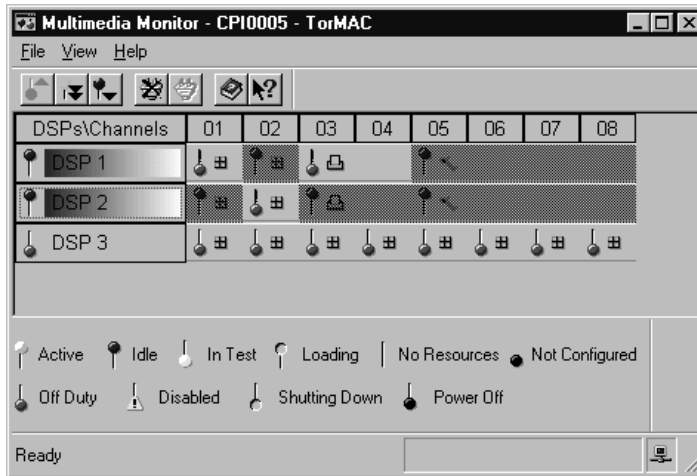 Multimedia Monitor - CPI0005 - TorMAC
File View Help
DSPs\Channels 01 02 03 04 05 06 07 08
DSP 1
DSP 2
DSP 3
Active Idle In Test Loading No Resources Not Configured
Off Duty Disabled Shutting Down Power Off
Ready